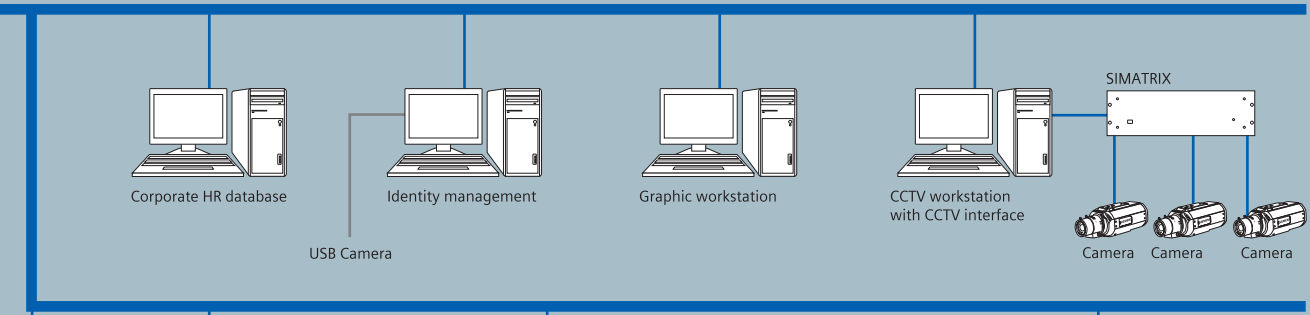 SIMATRIX
Corporate HR database
Identity management
Graphic workstation
CCTV workstation
with CCTV interface
USB Camera
Camera
Camera
Camera